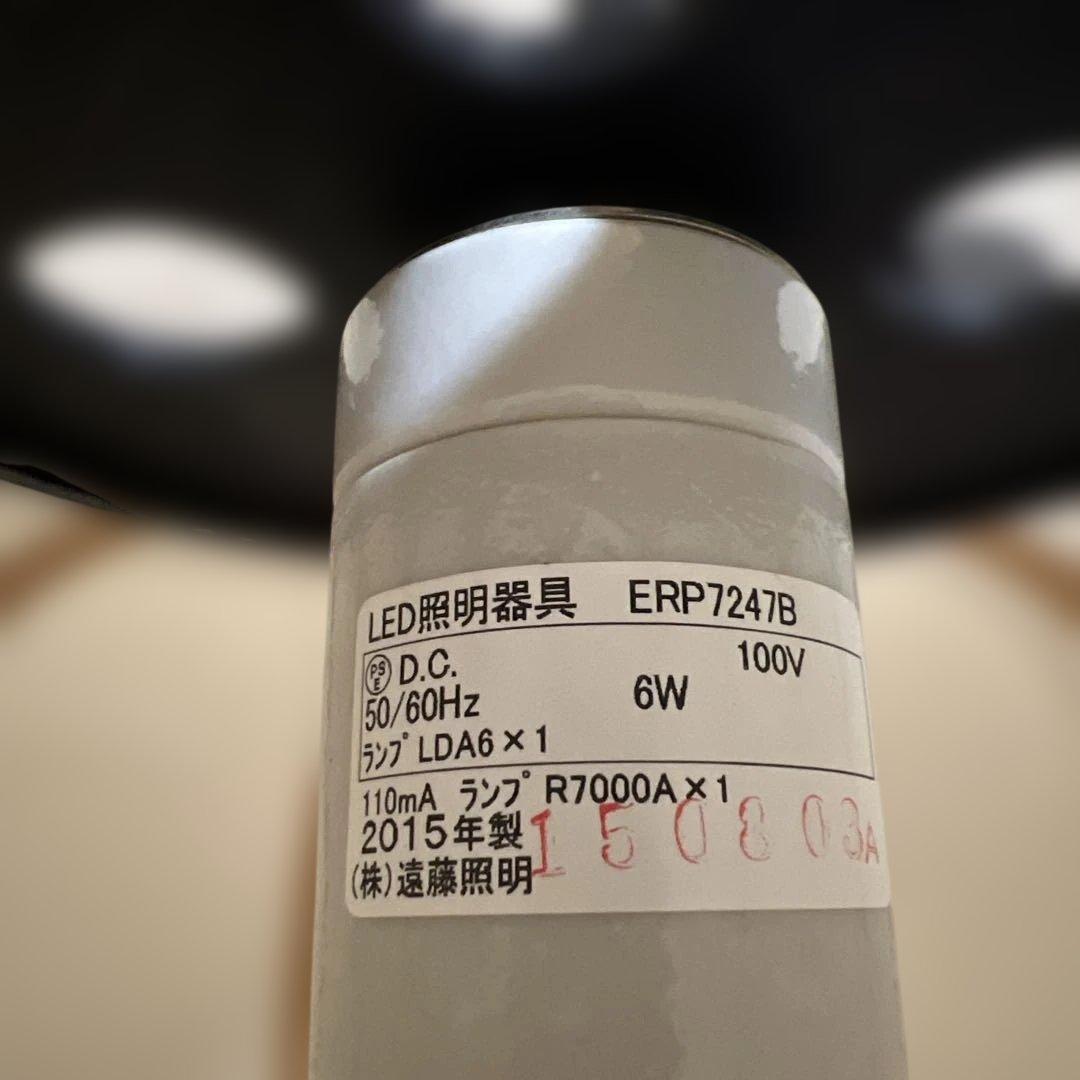 LED照明器具 ERP7247B
PSE D.C. 100V
50/60Hz 6W
ランプ LDA6×1
110mA ランプ R7000A×1
2015年製 150803A
(株)遠藤照明